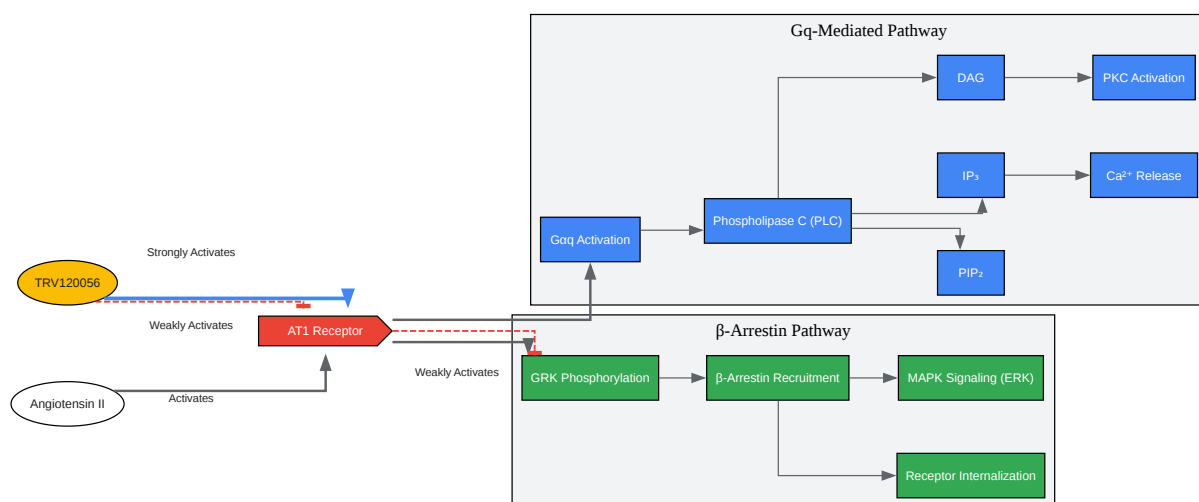 Gq-Mediated Pathway
DAG
PKC Activation
IP₃
Ca²⁺ Release
Phospholipase C (PLC)
Gαq Activation
PIP₂
Strongly Activates
TRV120056
Weakly Activates
AT1 Receptor
β-Arrestin Pathway
Weakly Activates
GRK Phosphorylation
β-Arrestin Recruitment
MAPK Signaling (ERK)
Activates
Angiotensin II
Receptor Internalization